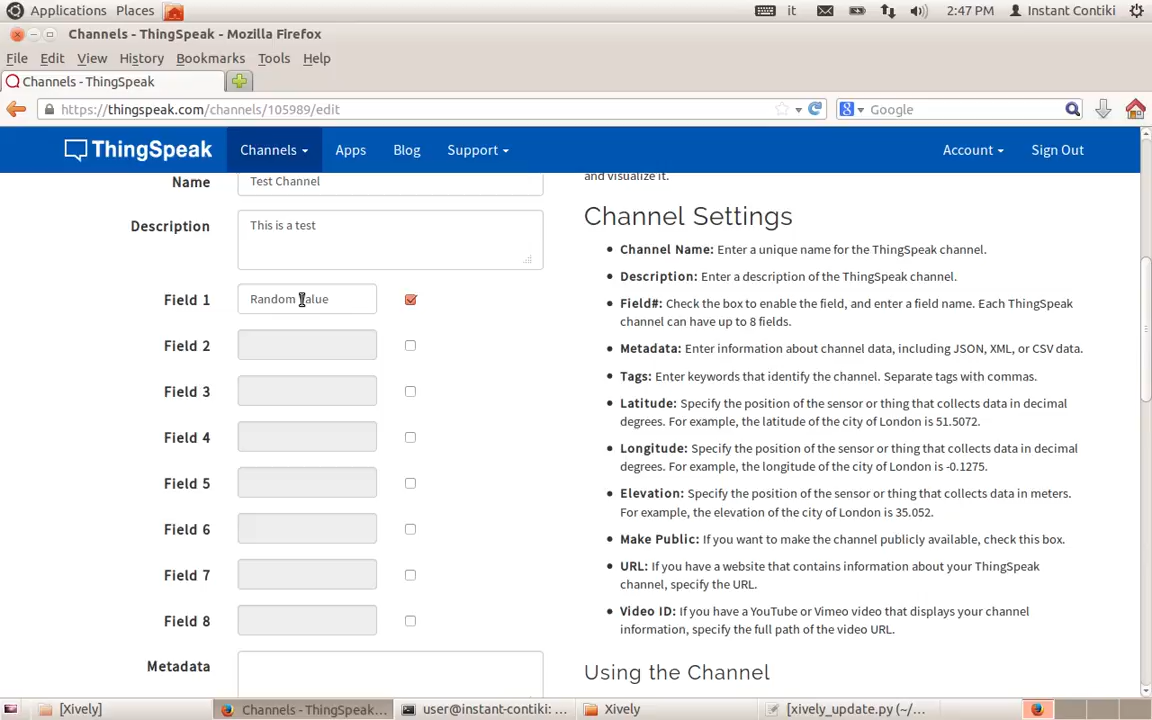 Applications Places it 2:47 PM Instant Contiki
Channels - ThingSpeak - Mozilla Firefox
File Edit View History Bookmarks Tools Help
Channels - ThingSpeak
https://thingspeak.com/channels/105989/edit Google
ThingSpeak Channels Apps Blog Support Account Sign Out
Name Test Channel
Description This is a test
Field 1 Random Value
Field 2
Field 3
Field 4
Field 5
Field 6
Field 7
Field 8
Metadata
and visualize it.
Channel Settings
Channel Name: Enter a unique name for the ThingSpeak channel.
Description: Enter a description of the ThingSpeak channel.
Field#: Check the box to enable the field, and enter a field name. Each ThingSpeak
channel can have up to 8 fields.
Metadata: Enter information about channel data, including JSON, XML, or CSV data.
Tags: Enter keywords that identify the channel. Separate tags with commas.
Latitude: Specify the position of the sensor or thing that collects data in decimal
degrees. For example, the latitude of the city of London is 51.5072.
Longitude: Specify the position of the sensor or thing that collects data in decimal
degrees. For example, the longitude of the city of London is -0.1275.
Elevation: Specify the position of the sensor or thing that collects data in meters.
For example, the elevation of the city of London is 35.052.
Make Public: If you want to make the channel publicly available, check this box.
URL: If you have a website that contains information about your ThingSpeak
channel, specify the URL.
Video ID: If you have a YouTube or Vimeo video that displays your channel
information, specify the full path of the video URL.
Using the Channel
[Xively] Channels - ThingSpeak... user@instant-contiki: ... Xively [xively_update.py (~/...